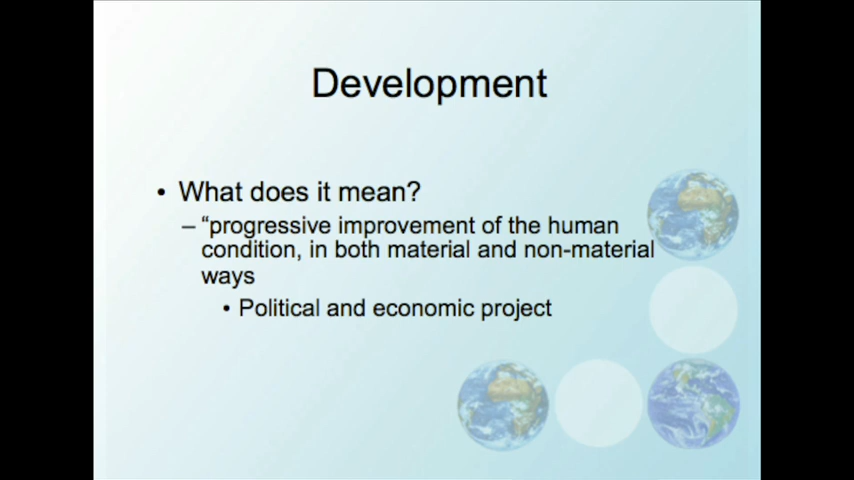 Development
• What does it mean?
– “progressive improvement of the human
condition, in both material and non-material
ways
• Political and economic project